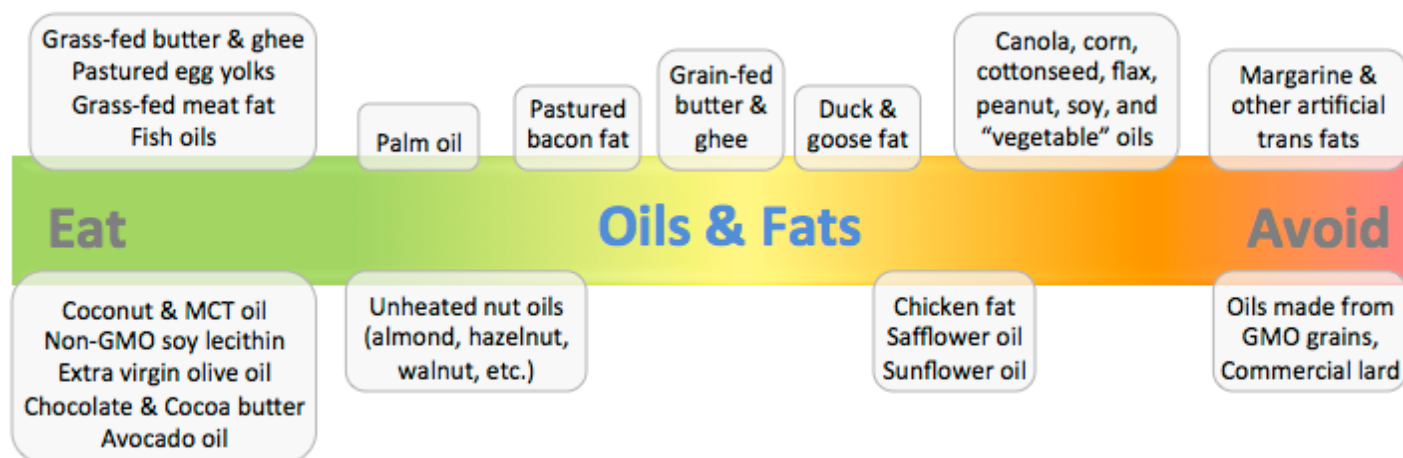 Grass-fed butter & ghee
Pastured egg yolks
Grass-fed meat fat
Fish oils
Palm oil
Pastured
bacon fat
Grain-fed
butter &
ghee
Duck &
goose fat
Canola, corn,
cottonseed, flax,
peanut, soy, and
“vegetable” oils
Margarine &
other artificial
trans fats
Eat
Oils & Fats
Avoid
Coconut & MCT oil
Non-GMO soy lecithin
Extra virgin olive oil
Chocolate & Cocoa butter
Avocado oil
Unheated nut oils
(almond, hazelnut,
walnut, etc.)
Chicken fat
Safflower oil
Sunflower oil
Oils made from
GMO grains,
Commercial lard